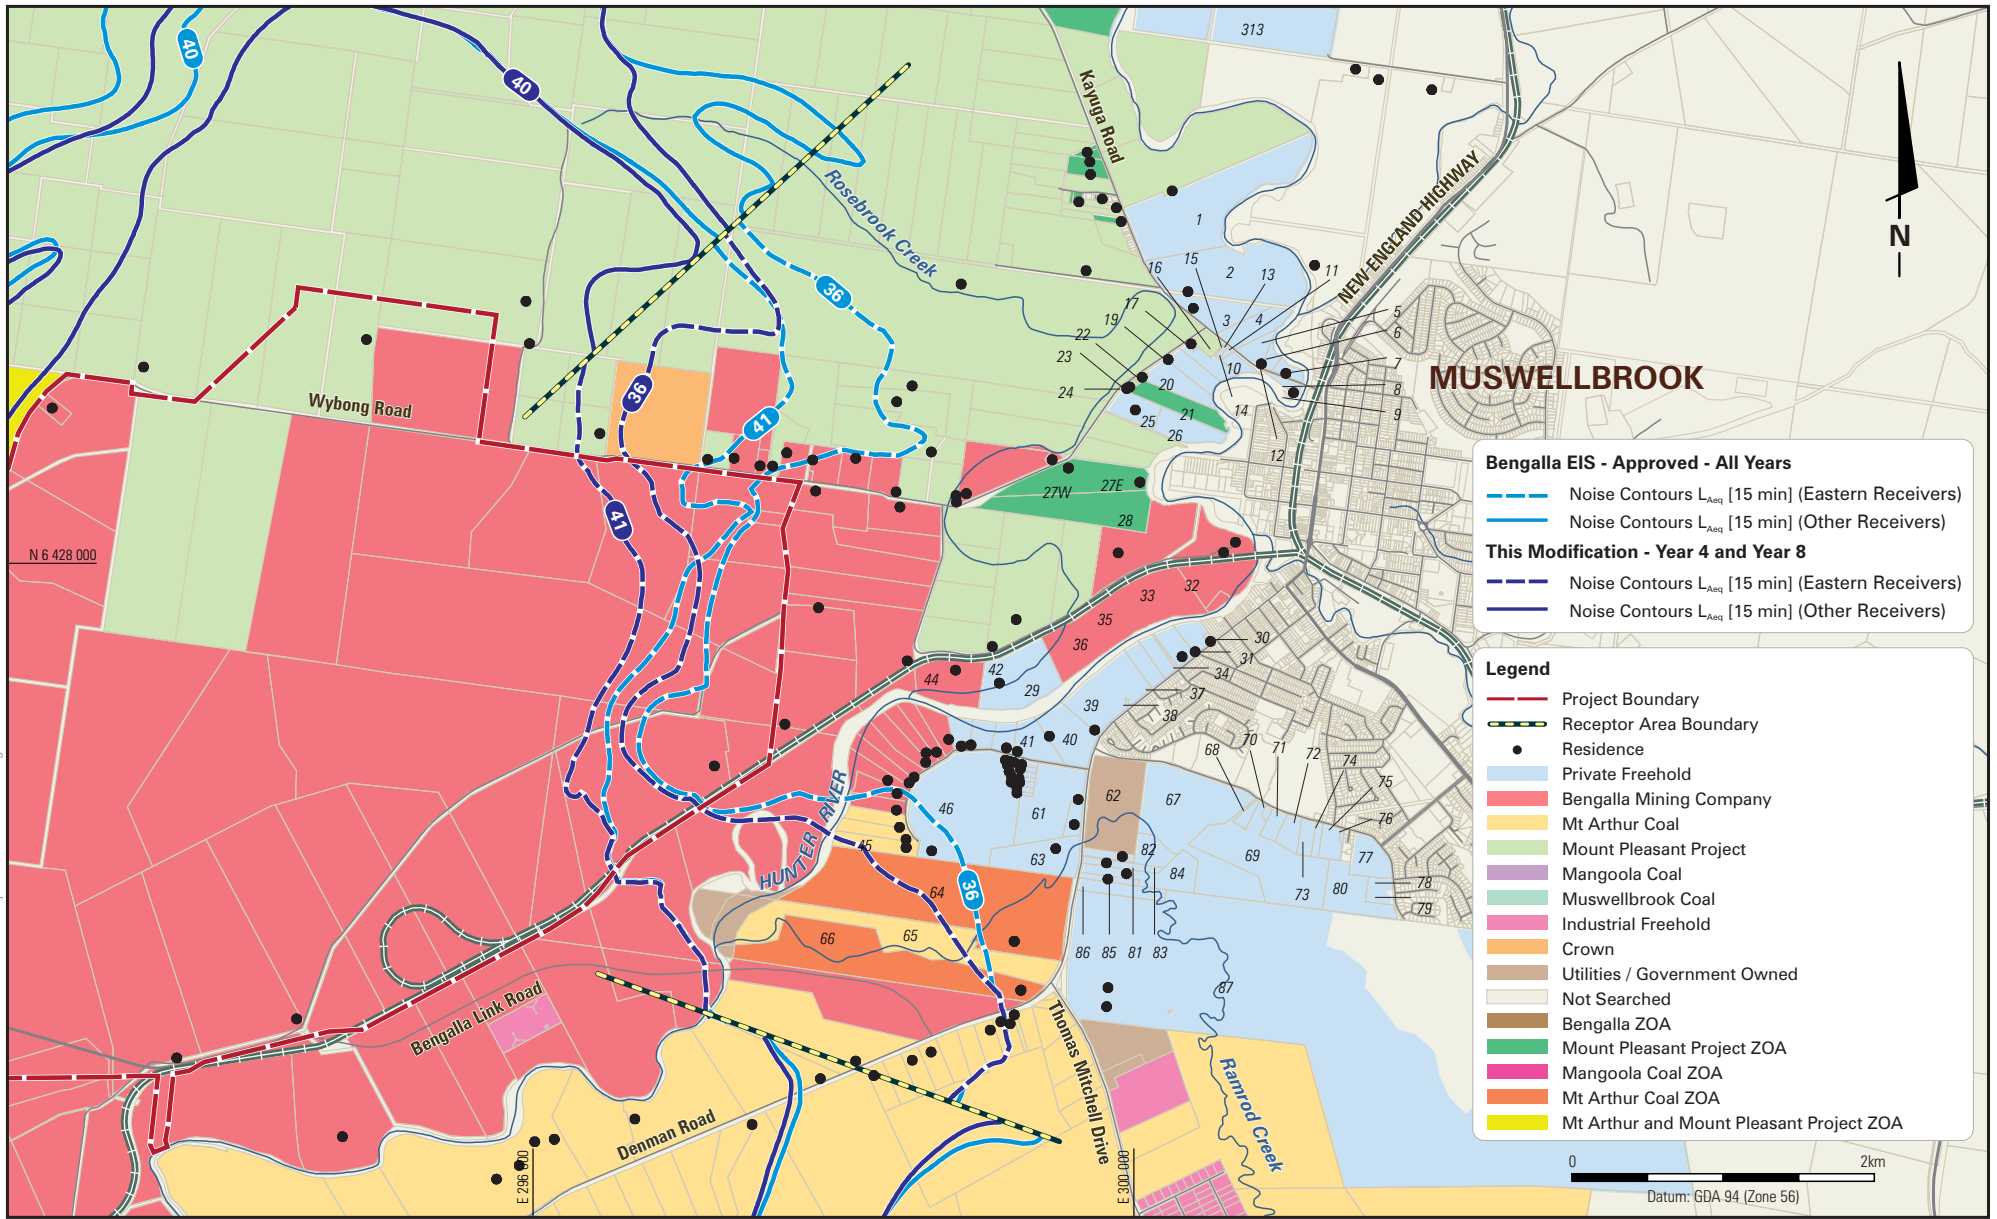 313
40
40
Kayuga Road
NEW ENGLAND HIGHWAY
N
Rosebrook Creek
1
16
15
2
13
11
36
17
19
3
4
5
22
6
23
10
7
20
8
24
14
9
21
25
26
12
MUSWELLBROOK
36
Wybong Road
41
27W
27E
28
41
N 6 428 000
33
32
35
36
30
31
42
34
44
29
37
39
38
41
40
68
70
71
72
74
75
76
46
61
62
67
HUNTER RIVER
45
63
82
69
77
84
64
36
73
80
78
79
66
65
86
85
81
83
87
Bengalla Link Road
Thomas Mitchell Drive
Ramrod Creek
Denman Road
E 296 000
E 300 000
Bengalla EIS - Approved - All Years
Noise Contours LAeq [15 min] (Eastern Receivers)
Noise Contours LAeq [15 min] (Other Receivers)
This Modification - Year 4 and Year 8
Noise Contours LAeq [15 min] (Eastern Receivers)
Noise Contours LAeq [15 min] (Other Receivers)
Legend
Project Boundary
Receptor Area Boundary
Residence
Private Freehold
Bengalla Mining Company
Mt Arthur Coal
Mount Pleasant Project
Mangoola Coal
Muswellbrook Coal
Industrial Freehold
Crown
Utilities / Government Owned
Not Searched
Bengalla ZOA
Mount Pleasant Project ZOA
Mangoola Coal ZOA
Mt Arthur Coal ZOA
Mt Arthur and Mount Pleasant Project ZOA
0 2km
Datum: GDA 94 (Zone 56)